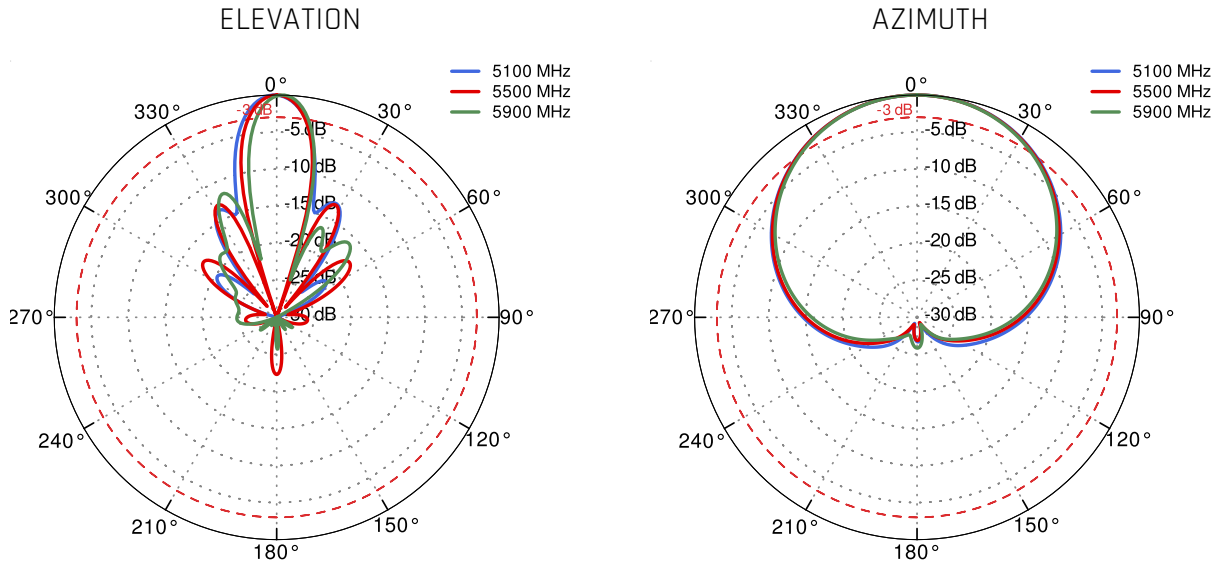 ELEVATION
5100 MHz
5500 MHz
5900 MHz
0°
-3 dB
330°
30°
-5 dB
-10 dB
300°
60°
-15 dB
-20 dB
-25 dB
270°
-30 dB
90°
240°
120°
210°
150°
180°
AZIMUTH
5100 MHz
5500 MHz
5900 MHz
0°
-3 dB
330°
30°
-5 dB
-10 dB
300°
60°
-15 dB
-20 dB
-25 dB
270°
-30 dB
90°
240°
120°
210°
150°
180°